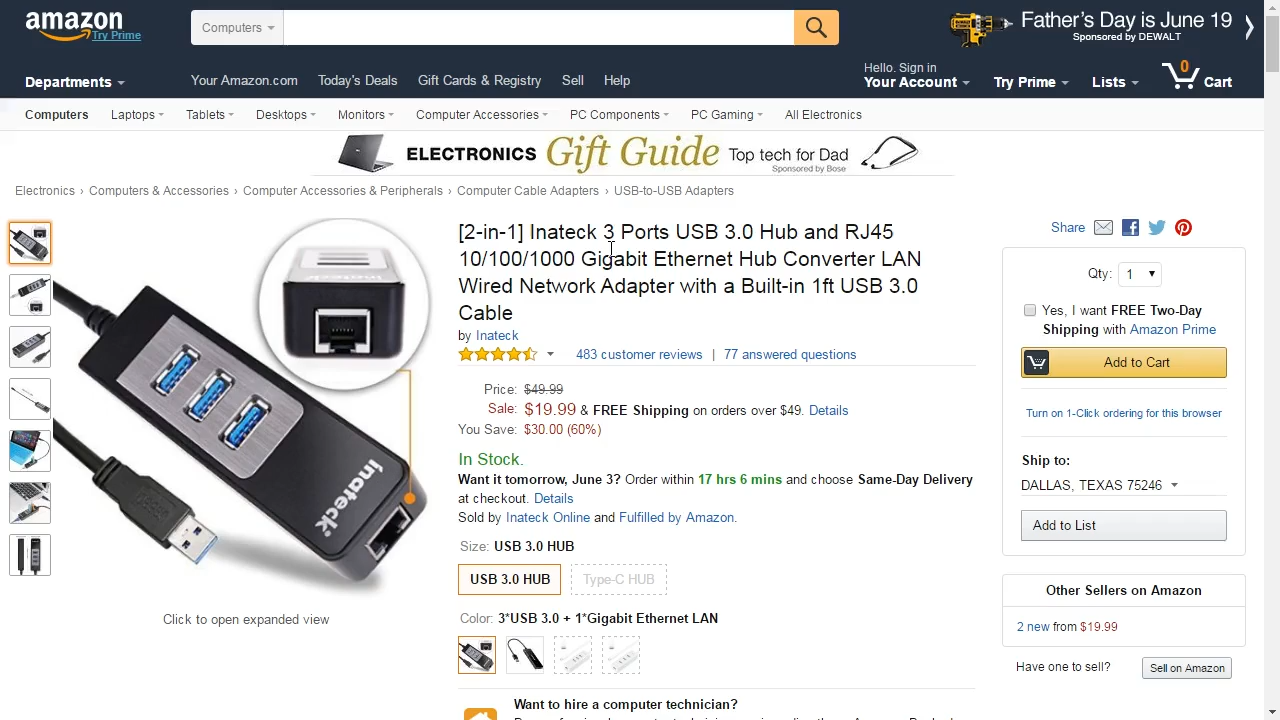 amazon
Try Prime
Computers
Father's Day is June 19
Sponsored by DEWALT
Departments
Your Amazon.com
Today's Deals
Gift Cards & Registry
Sell
Help
Hello. Sign in
Your Account
Try Prime
Lists
0
Cart
Computers
Laptops
Tablets
Desktops
Monitors
Computer Accessories
PC Components
PC Gaming
All Electronics
ELECTRONICS Gift Guide Top tech for Dad
Sponsored by Bose
Electronics › Computers & Accessories › Computer Accessories & Peripherals › Computer Cable Adapters › USB-to-USB Adapters
inateck
Inateck
Click to open expanded view
[2-in-1] Inateck 3 Ports USB 3.0 Hub and RJ45
10/100/1000 Gigabit Ethernet Hub Converter LAN
Wired Network Adapter with a Built-in 1ft USB 3.0
Cable
by Inateck
483 customer reviews | 77 answered questions
Price: $49.99
Sale: $19.99 & FREE Shipping on orders over $49. Details
You Save: $30.00 (60%)
In Stock.
Want it tomorrow, June 3? Order within 17 hrs 6 mins and choose Same-Day Delivery
at checkout. Details
Sold by Inateck Online and Fulfilled by Amazon.
Size: USB 3.0 HUB
USB 3.0 HUB
Type-C HUB
Color: 3*USB 3.0 + 1*Gigabit Ethernet LAN
Want to hire a computer technician?
Share
Qty: 1
Yes, I want FREE Two-Day
Shipping with Amazon Prime
Add to Cart
Turn on 1-Click ordering for this browser
Ship to:
DALLAS, TEXAS 75246
Add to List
Other Sellers on Amazon
2 new from $19.99
Have one to sell?
Sell on Amazon